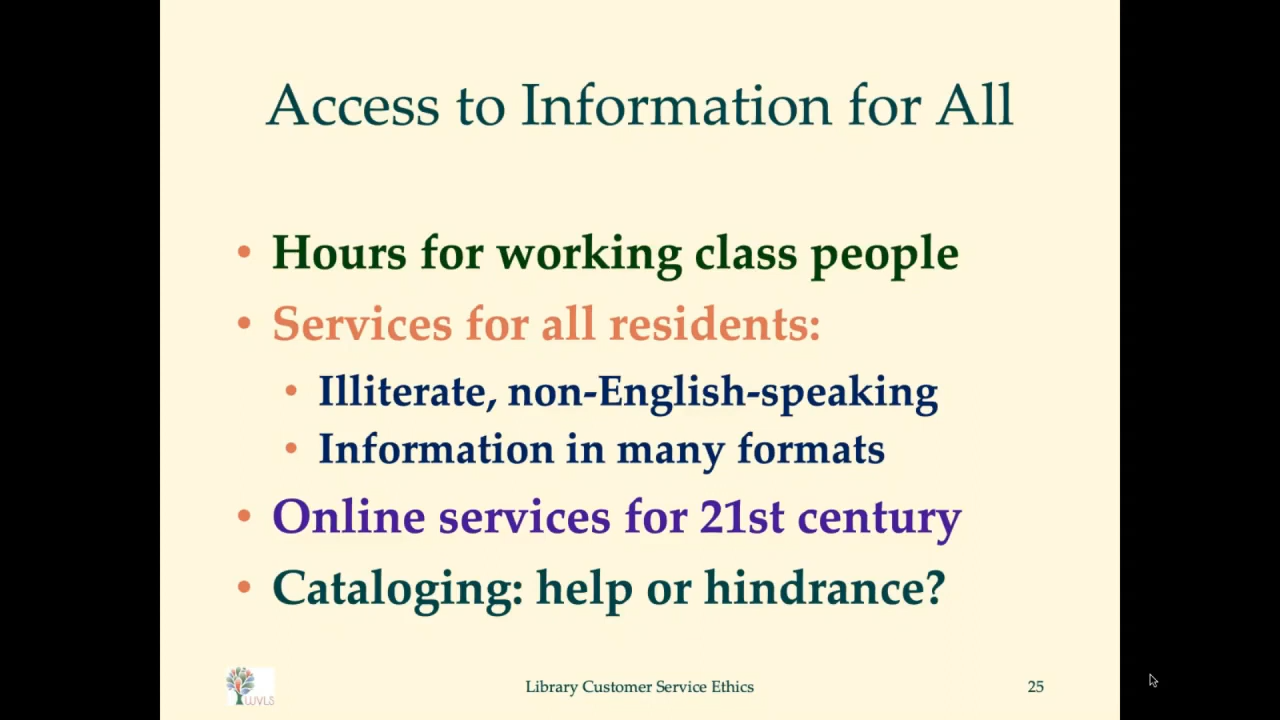 Access to Information for All
• Hours for working class people
• Services for all residents:
• Illiterate, non-English-speaking
• Information in many formats
• Online services for 21st century
• Cataloging: help or hindrance?
WVLS
Library Customer Service Ethics
25